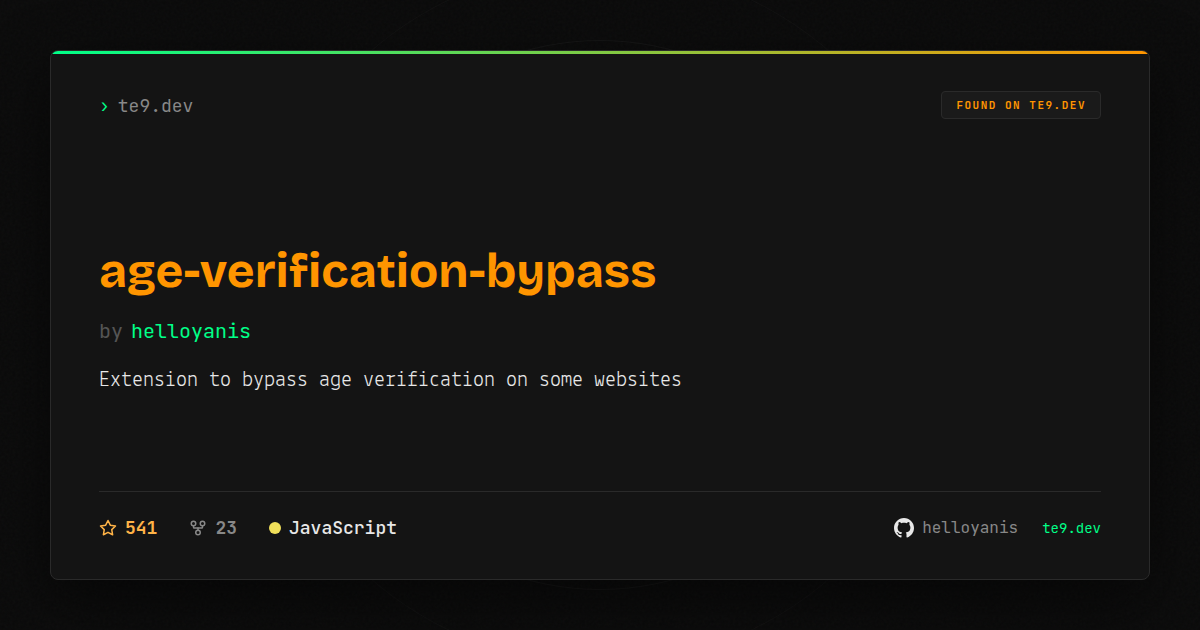 › te9.dev
FOUND ON TE9.DEV
age-verification-bypass
by helloyanis
Extension to bypass age verification on some websites
541 23 JavaScript
helloyanis te9.dev